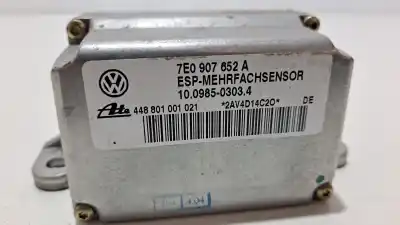 7E0 907 652 A
ESP-MEHRFACHSENSOR
10.0985-0303.4
Ate 448 801 001 021 *2AV4D14C2O* DE